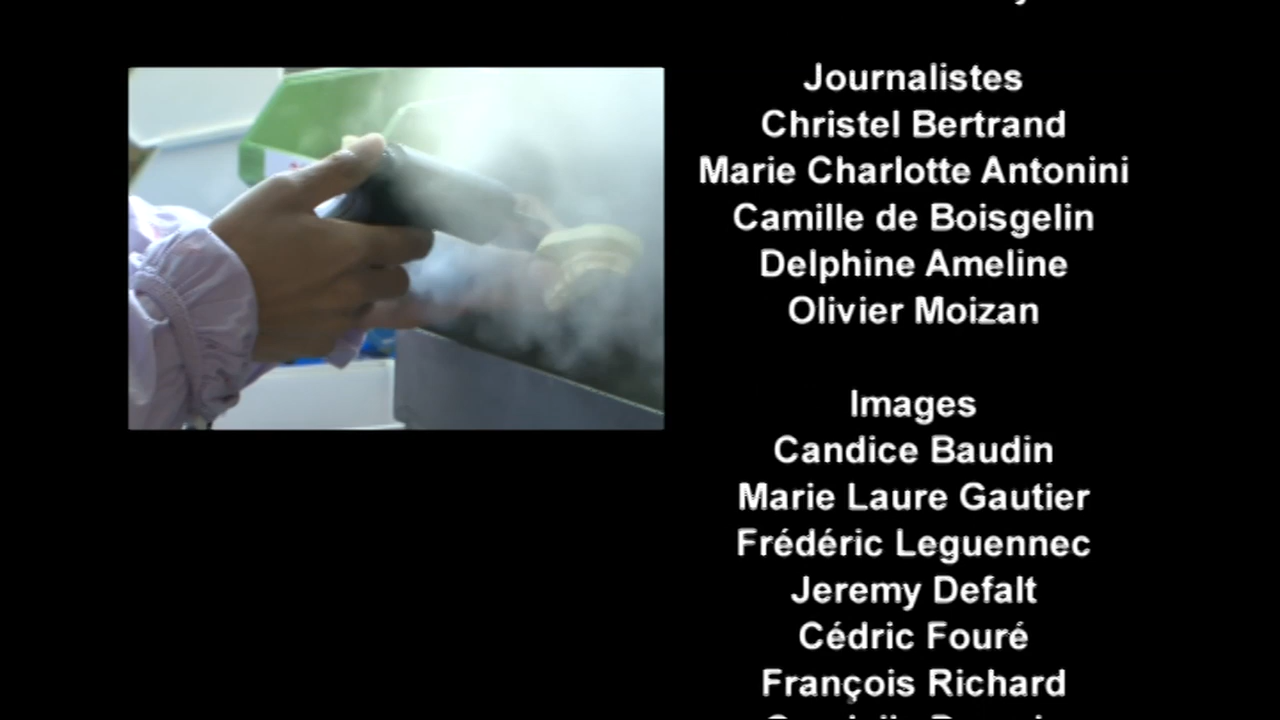 Journalistes
Christel Bertrand
Marie Charlotte Antonini
Camille de Boisgelin
Delphine Ameline
Olivier Moizan
Images
Candice Baudin
Marie Laure Gautier
Frédéric Leguennec
Jeremy Defalt
Cédric Fouré
François Richard